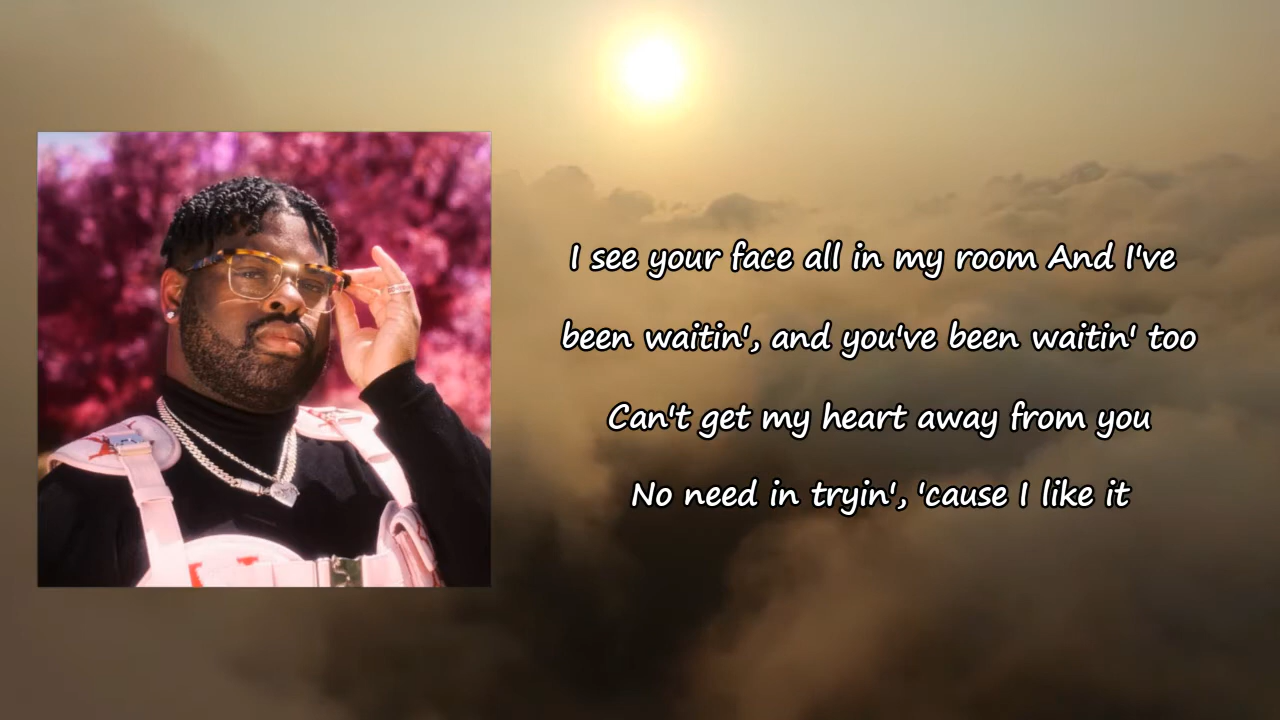 I see your face all in my room And I've
been waitin', and you've been waitin' too
Can't get my heart away from you
No need in tryin', 'cause I like it